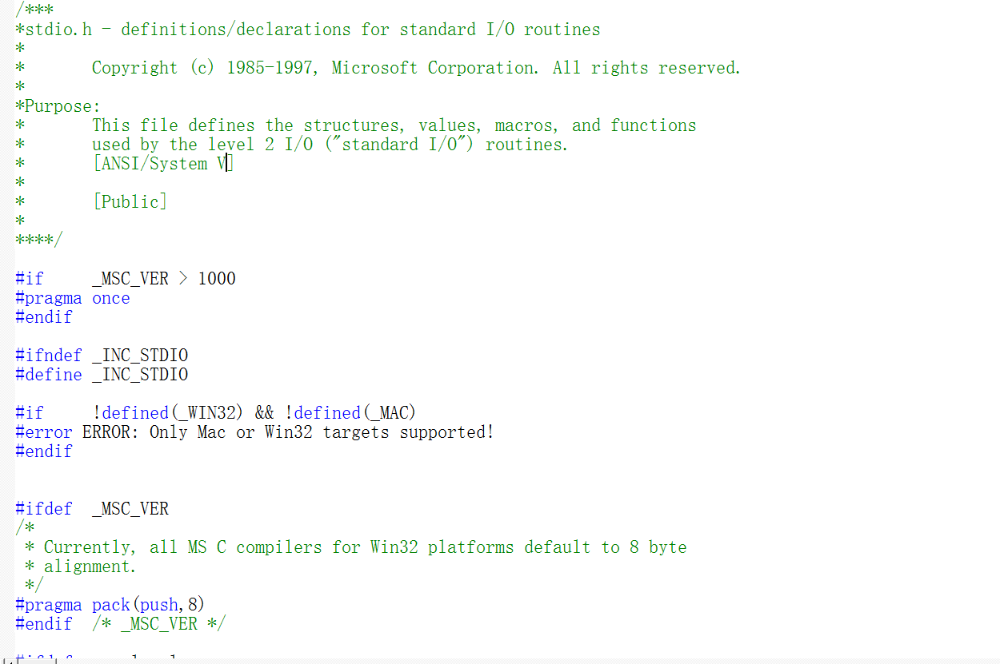 /***
*stdio.h - definitions/declarations for standard I/O routines
*
*       Copyright (c) 1985-1997, Microsoft Corporation. All rights reserved.
*
*Purpose:
*       This file defines the structures, values, macros, and functions
*       used by the level 2 I/O ("standard I/O") routines.
*       [ANSI/System V]
*
*       [Public]
*
****/
#if     _MSC_VER > 1000
#pragma once
#endif
#ifndef _INC_STDIO
#define _INC_STDIO
#if     !defined(_WIN32) && !defined(_MAC)
#error ERROR: Only Mac or Win32 targets supported!
#endif
#ifdef  _MSC_VER
/*
 * Currently, all MS C compilers for Win32 platforms default to 8 byte
 * alignment.
 */
#pragma pack(push,8)
#endif  /* _MSC_VER */